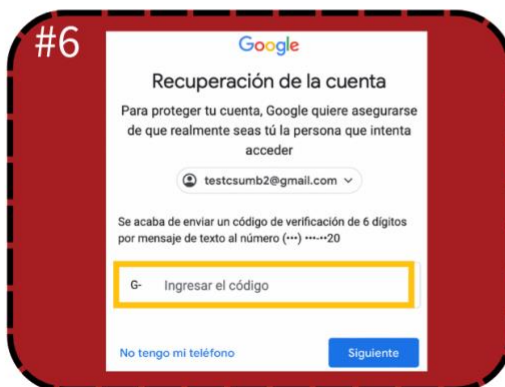 #6
Google
Recuperación de la cuenta
Para proteger tu cuenta, Google quiere asegurarse
de que realmente seas tú la persona que intenta
acceder
testcsumb2@gmail.com
Se acaba de enviar un código de verificación de 6 dígitos
por mensaje de texto al número (•••) •••-••20
G- Ingresar el código
No tengo mi teléfono Siguiente